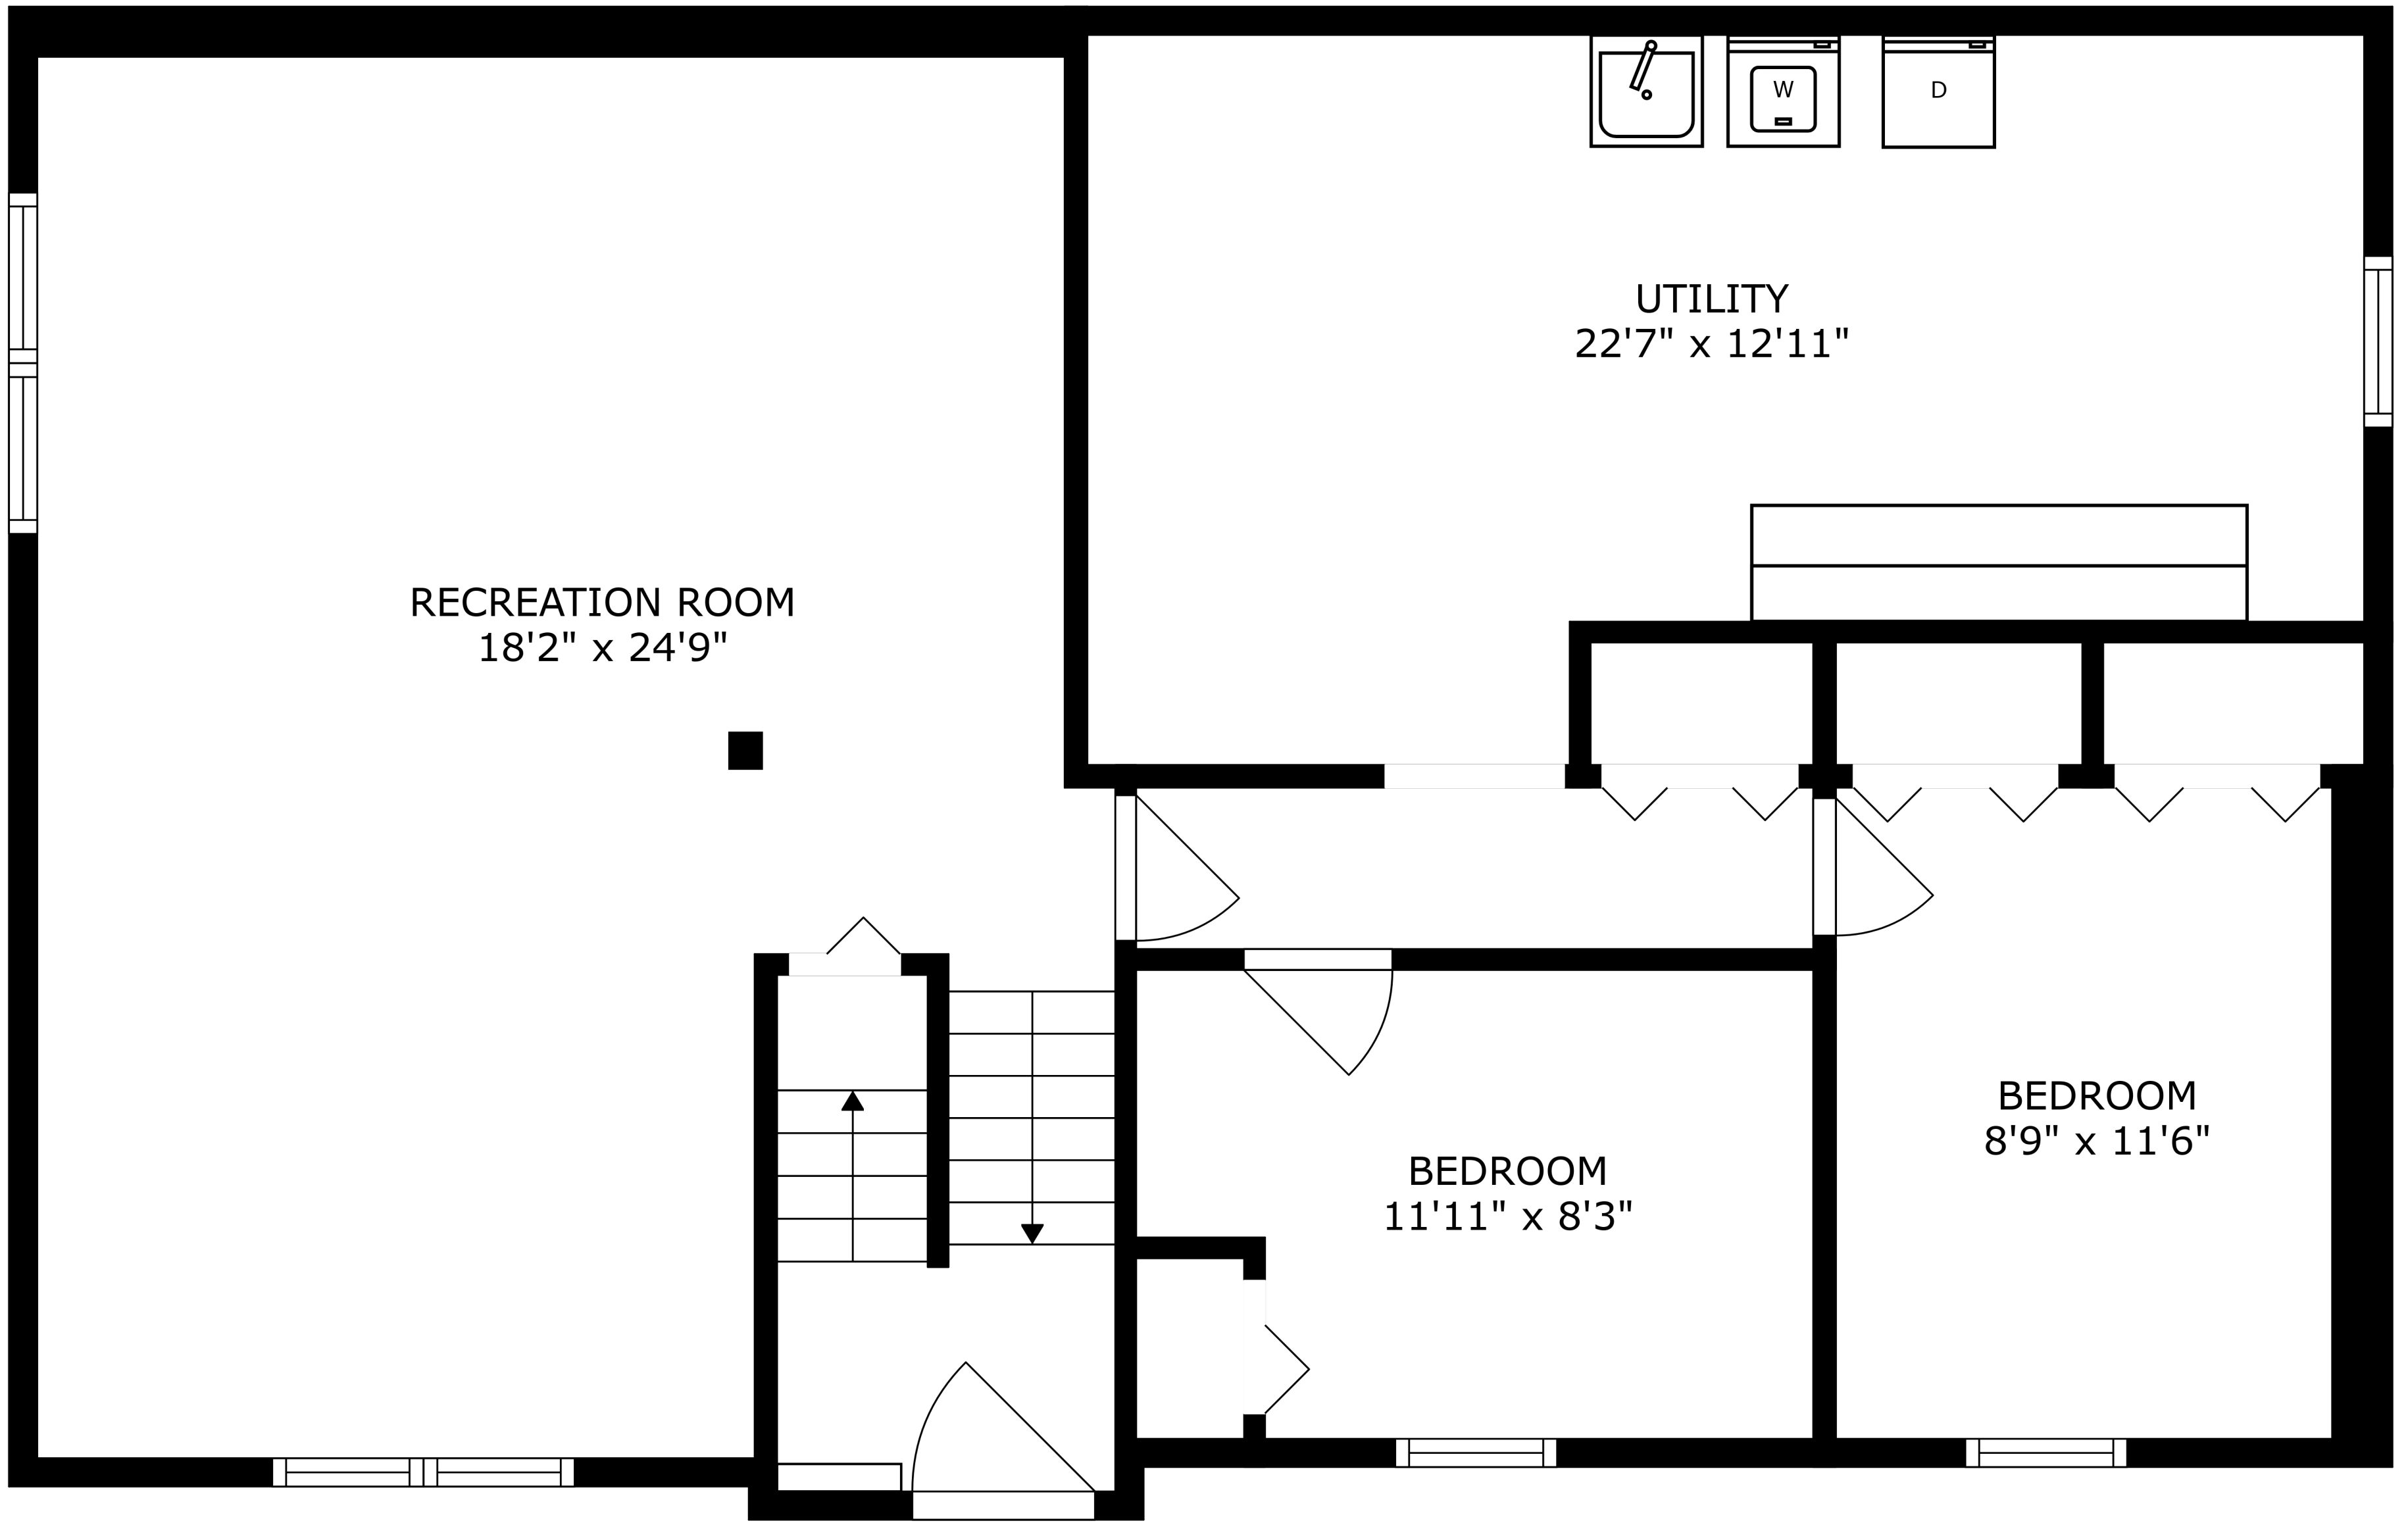 W
D
UTILITY
22'7" x 12'11"
RECREATION ROOM
18'2" x 24'9"
BEDROOM
8'9" x 11'6"
BEDROOM
11'11" x 8'3"